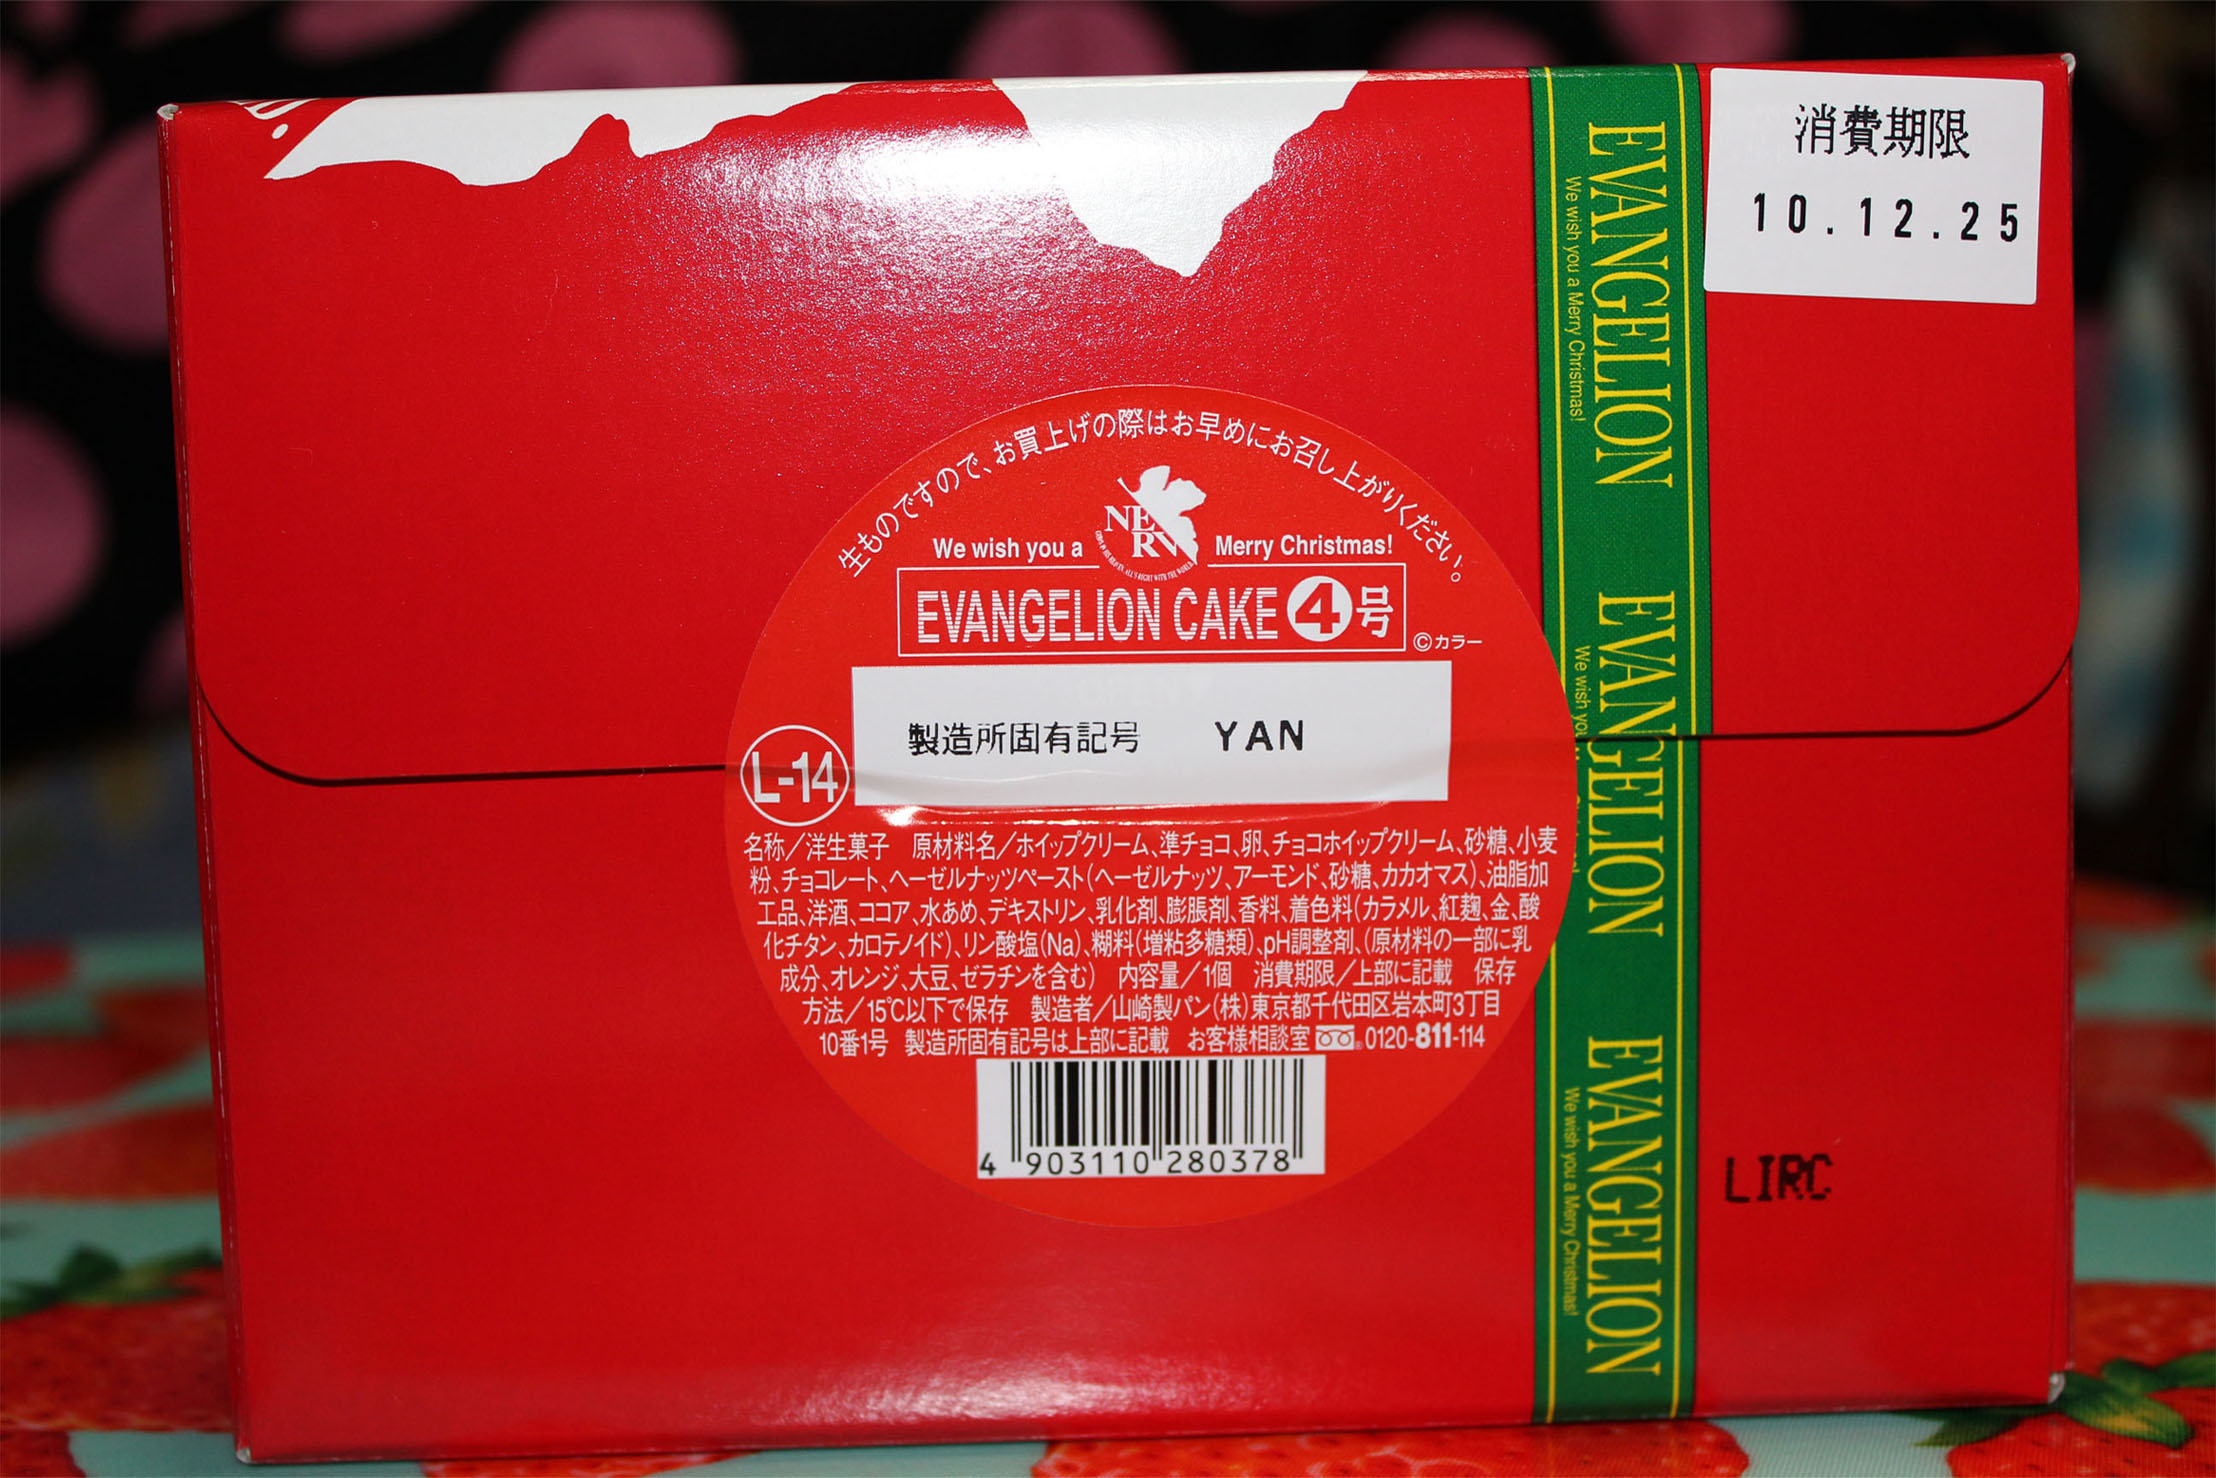 消費期限
10.12.25
EVANGELION
We wish you a Merry Christmas!
EVANGELION
We wish you
EVANGELION
We wish you a Merry Christmas!
生ものですので、お買上げの際はお早めにお召し上がりください。
NERV
GOD'S IN HIS HEAVEN. ALL'S RIGHT WITH THE WORLD.
We wish you a Merry Christmas!
EVANGELION CAKE 4号
©カラー
製造所固有記号 YAN
L-14
名称/洋生菓子 原材料名/ホイップクリーム、準チョコ、卵、チョコホイップクリーム、砂糖、小麦
粉、チョコレート、ヘーゼルナッツペースト(ヘーゼルナッツ、アーモンド、砂糖、カカオマス)、油脂加
工品、洋酒、ココア、水あめ、デキストリン、乳化剤、膨脹剤、香料、着色料(カラメル、紅麹、金、酸
化チタン、カロテノイド)、リン酸塩(Na)、糊料(増粘多糖類)、pH調整剤、(原材料の一部に乳
成分、オレンジ、大豆、ゼラチンを含む) 内容量/1個 消費期限/上部に記載 保存
方法/15℃以下で保存 製造者/山崎製パン(株)東京都千代田区岩本町3丁目
10番1号 製造所固有記号は上部に記載 お客様相談室 0120-811-114
4 903110 280378
LIRC